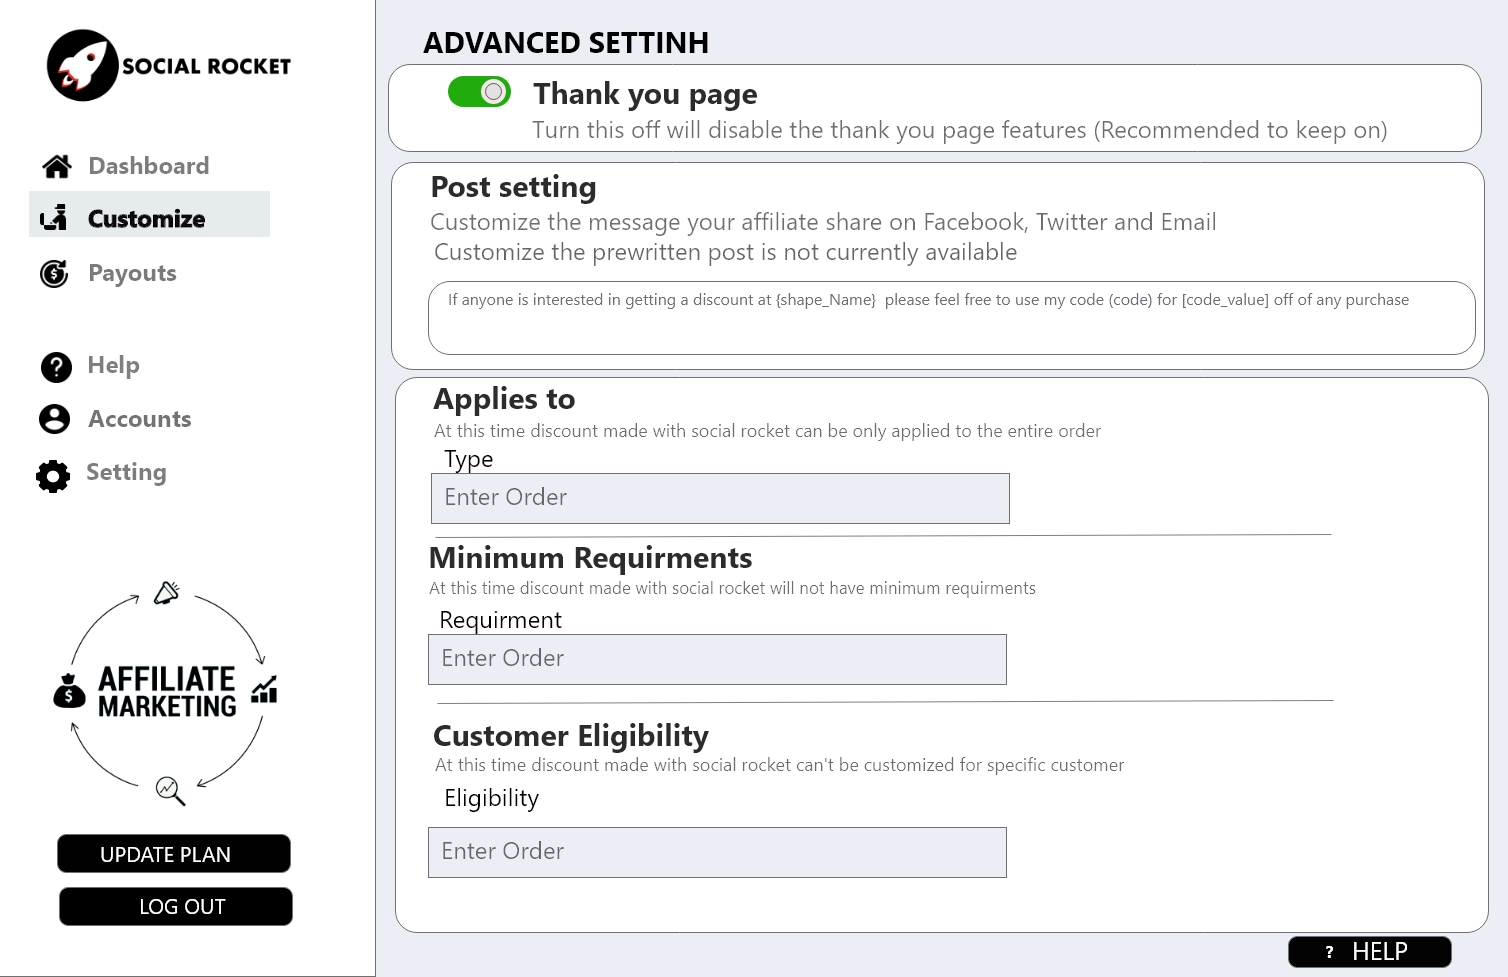 SOCIAL ROCKET
Dashboard
Customize
Payouts
Help
Accounts
Setting
AFFILIATE
MARKETING
UPDATE PLAN
LOG OUT
ADVANCED SETTINH
Thank you page
Turn this off will disable the thank you page features (Recommended to keep on)
Post setting
Customize the message your affiliate share on Facebook, Twitter and Email
Customize the prewritten post is not currently available
If anyone is interested in getting a discount at {shape_Name} please feel free to use my code (code) for [code_value] off of any purchase
Applies to
At this time discount made with social rocket can be only applied to the entire order
Type
Enter Order
Minimum Requirments
At this time discount made with social rocket will not have minimum requirments
Requirment
Enter Order
Customer Eligibility
At this time discount made with social rocket can't be customized for specific customer
Eligibility
Enter Order
? HELP